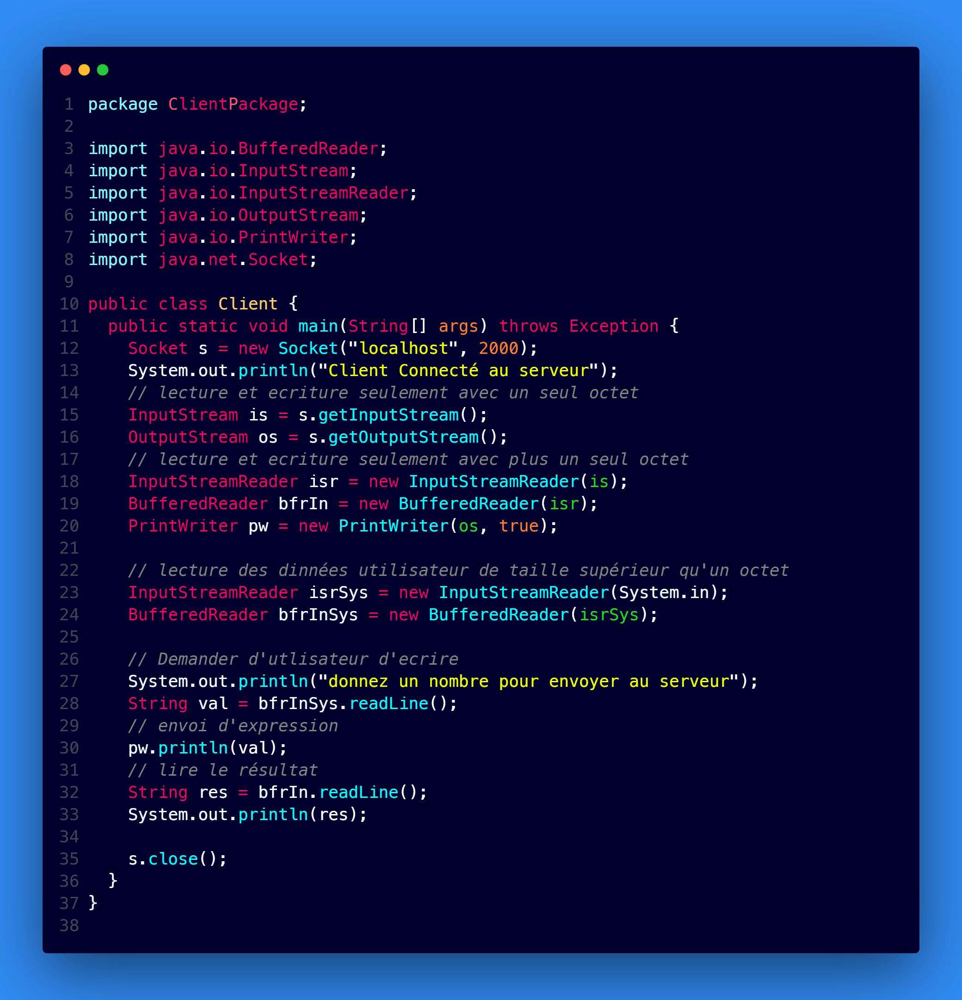 1 package ClientPackage;
2
3 import java.io.BufferedReader;
4 import java.io.InputStream;
5 import java.io.InputStreamReader;
6 import java.io.OutputStream;
7 import java.io.PrintWriter;
8 import java.net.Socket;
9
10 public class Client {
11   public static void main(String[] args) throws Exception {
12     Socket s = new Socket("localhost", 2000);
13     System.out.println("Client Connecté au serveur");
14     // lecture et ecriture seulement avec un seul octet
15     InputStream is = s.getInputStream();
16     OutputStream os = s.getOutputStream();
17     // lecture et ecriture seulement avec plus un seul octet
18     InputStreamReader isr = new InputStreamReader(is);
19     BufferedReader bfrIn = new BufferedReader(isr);
20     PrintWriter pw = new PrintWriter(os, true);
21
22     // lecture des dinnées utilisateur de taille supérieur qu'un octet
23     InputStreamReader isrSys = new InputStreamReader(System.in);
24     BufferedReader bfrInSys = new BufferedReader(isrSys);
25
26     // Demander d'utlisateur d'ecrire
27     System.out.println("donnez un nombre pour envoyer au serveur");
28     String val = bfrInSys.readLine();
29     // envoi d'expression
30     pw.println(val);
31     // lire le résultat
32     String res = bfrIn.readLine();
33     System.out.println(res);
34
35     s.close();
36   }
37 }
38